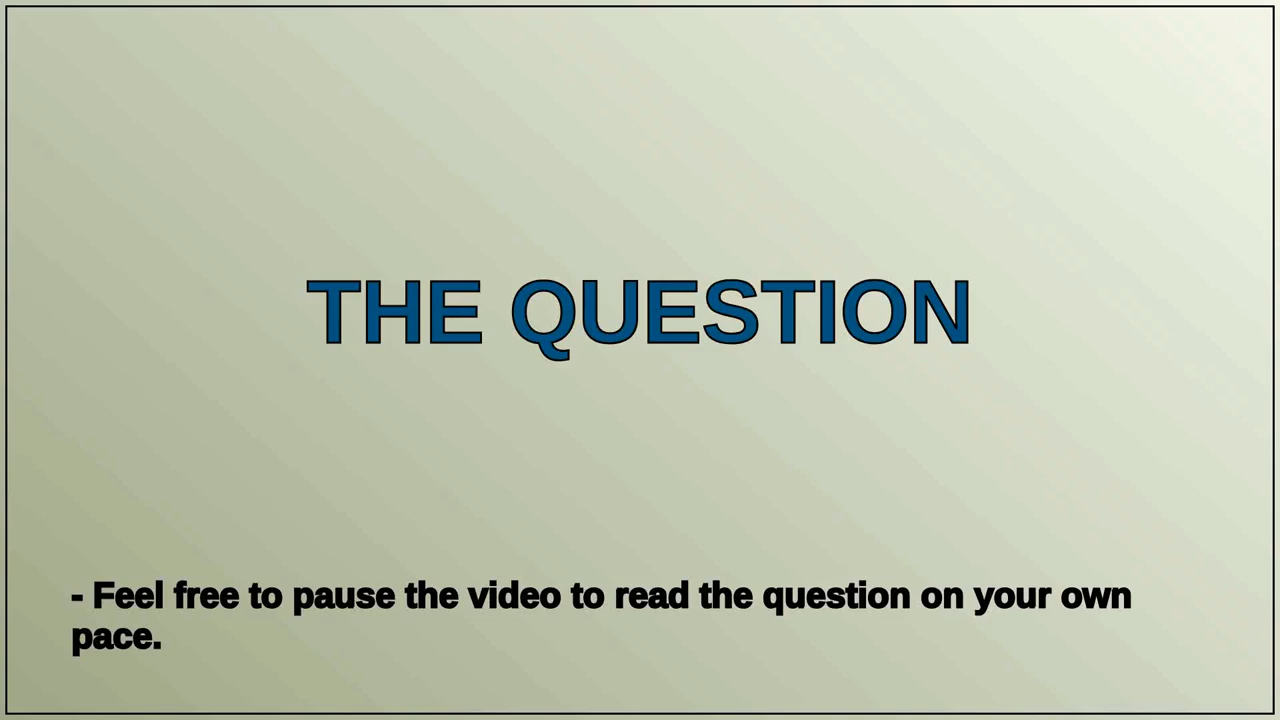 THE QUESTION
- Feel free to pause the video to read the question on your own
pace.